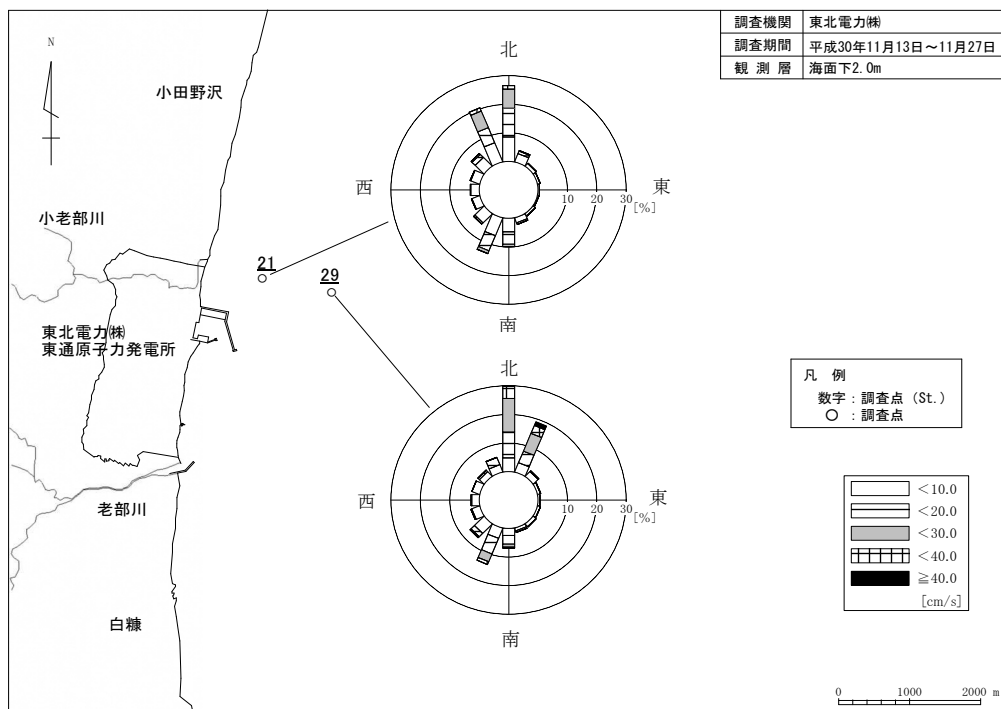 調査機関 東北電力㈱
調査期間 平成30年11月13日～11月27日
観測層 海面下2.0m
N
小田野沢
小老部川
21
29
東北電力㈱
東通原子力発電所
老部川
白糠
北
西
東
10 20 30
[%]
南
北
西
東
10 20 30
[%]
南
凡 例
数字：調査点（St.）
○ ：調査点
＜10.0
＜20.0
＜30.0
＜40.0
≧40.0
[cm/s]
0 1000 2000 m